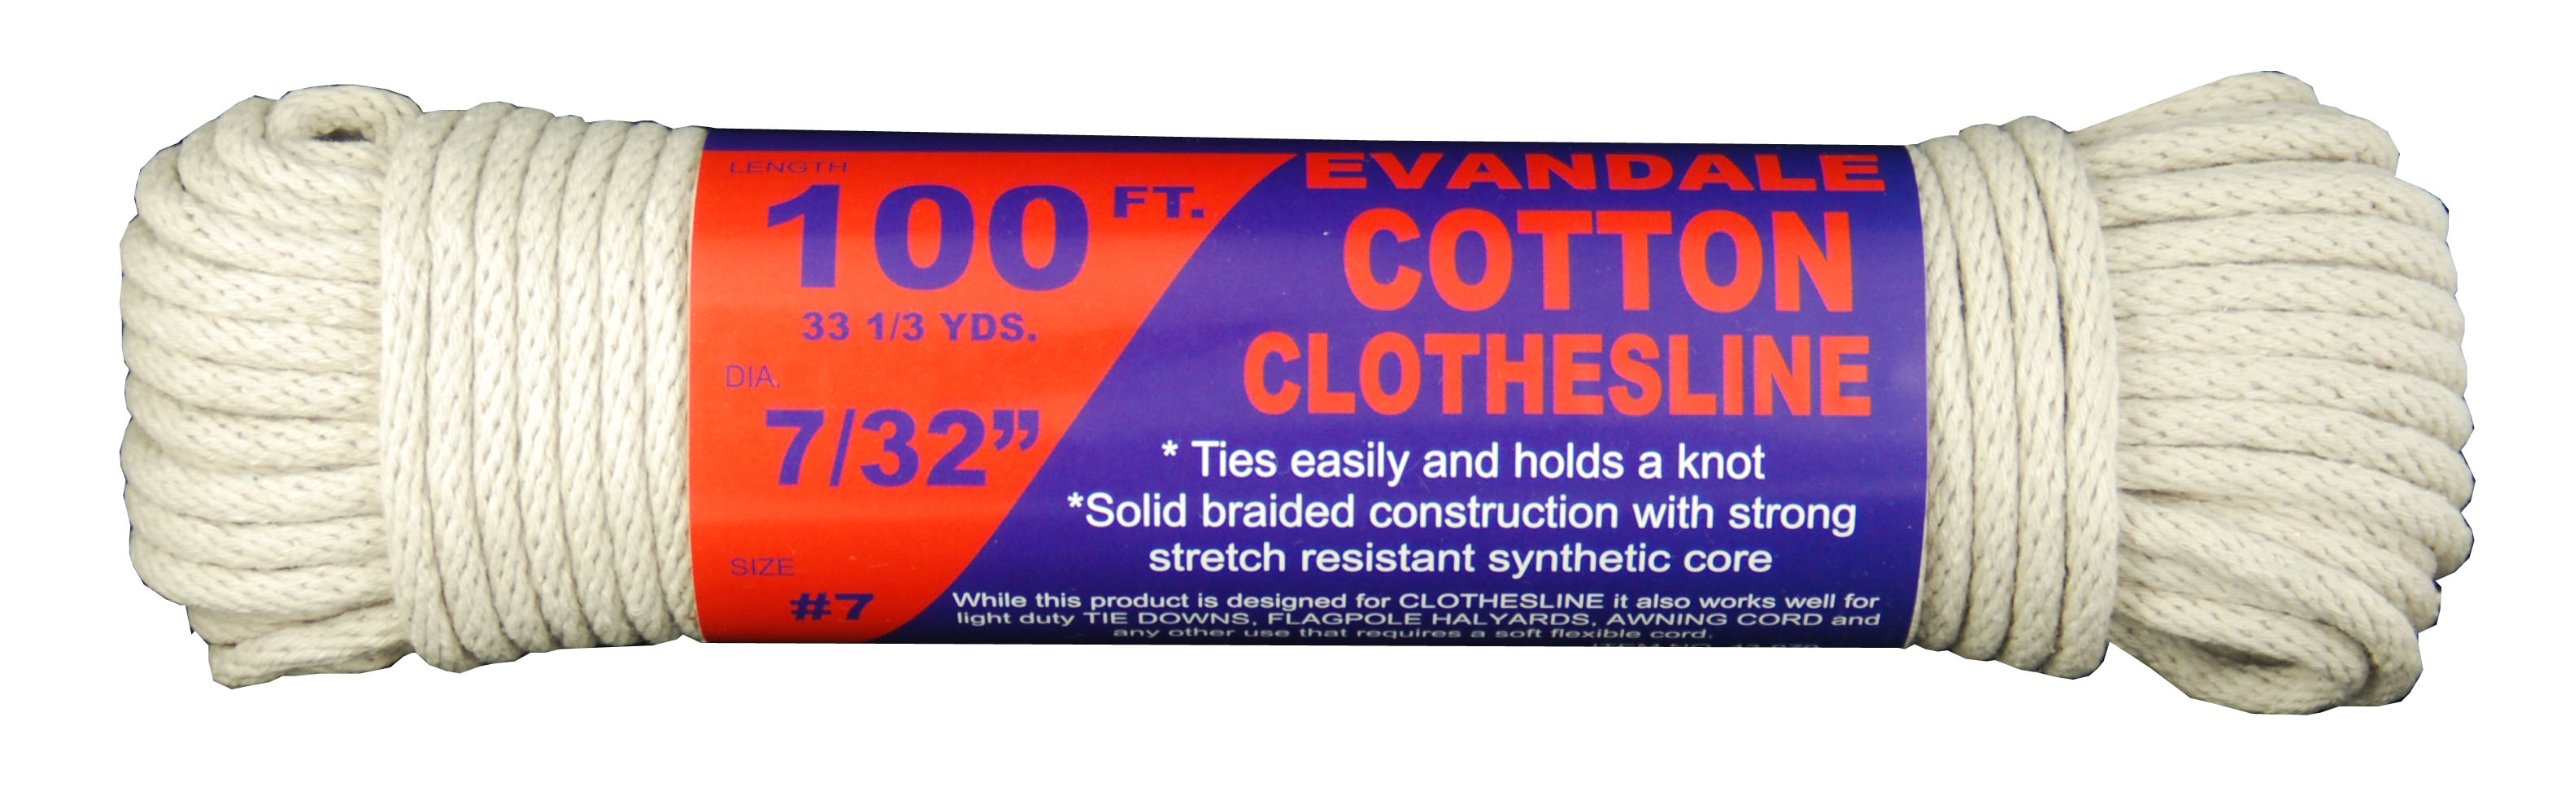 LENGTH
100 FT.
33 1/3 YDS.
DIA.
7/32”
SIZE
#7
EVANDALE
COTTON
CLOTHESLINE
* Ties easily and holds a knot
*Solid braided construction with strong
stretch resistant synthetic core
While this product is designed for CLOTHESLINE it also works well for
light duty TIE DOWNS, FLAGPOLE HALYARDS, AWNING CORD and
any other use that requires a soft flexible cord.
ITEM NO.